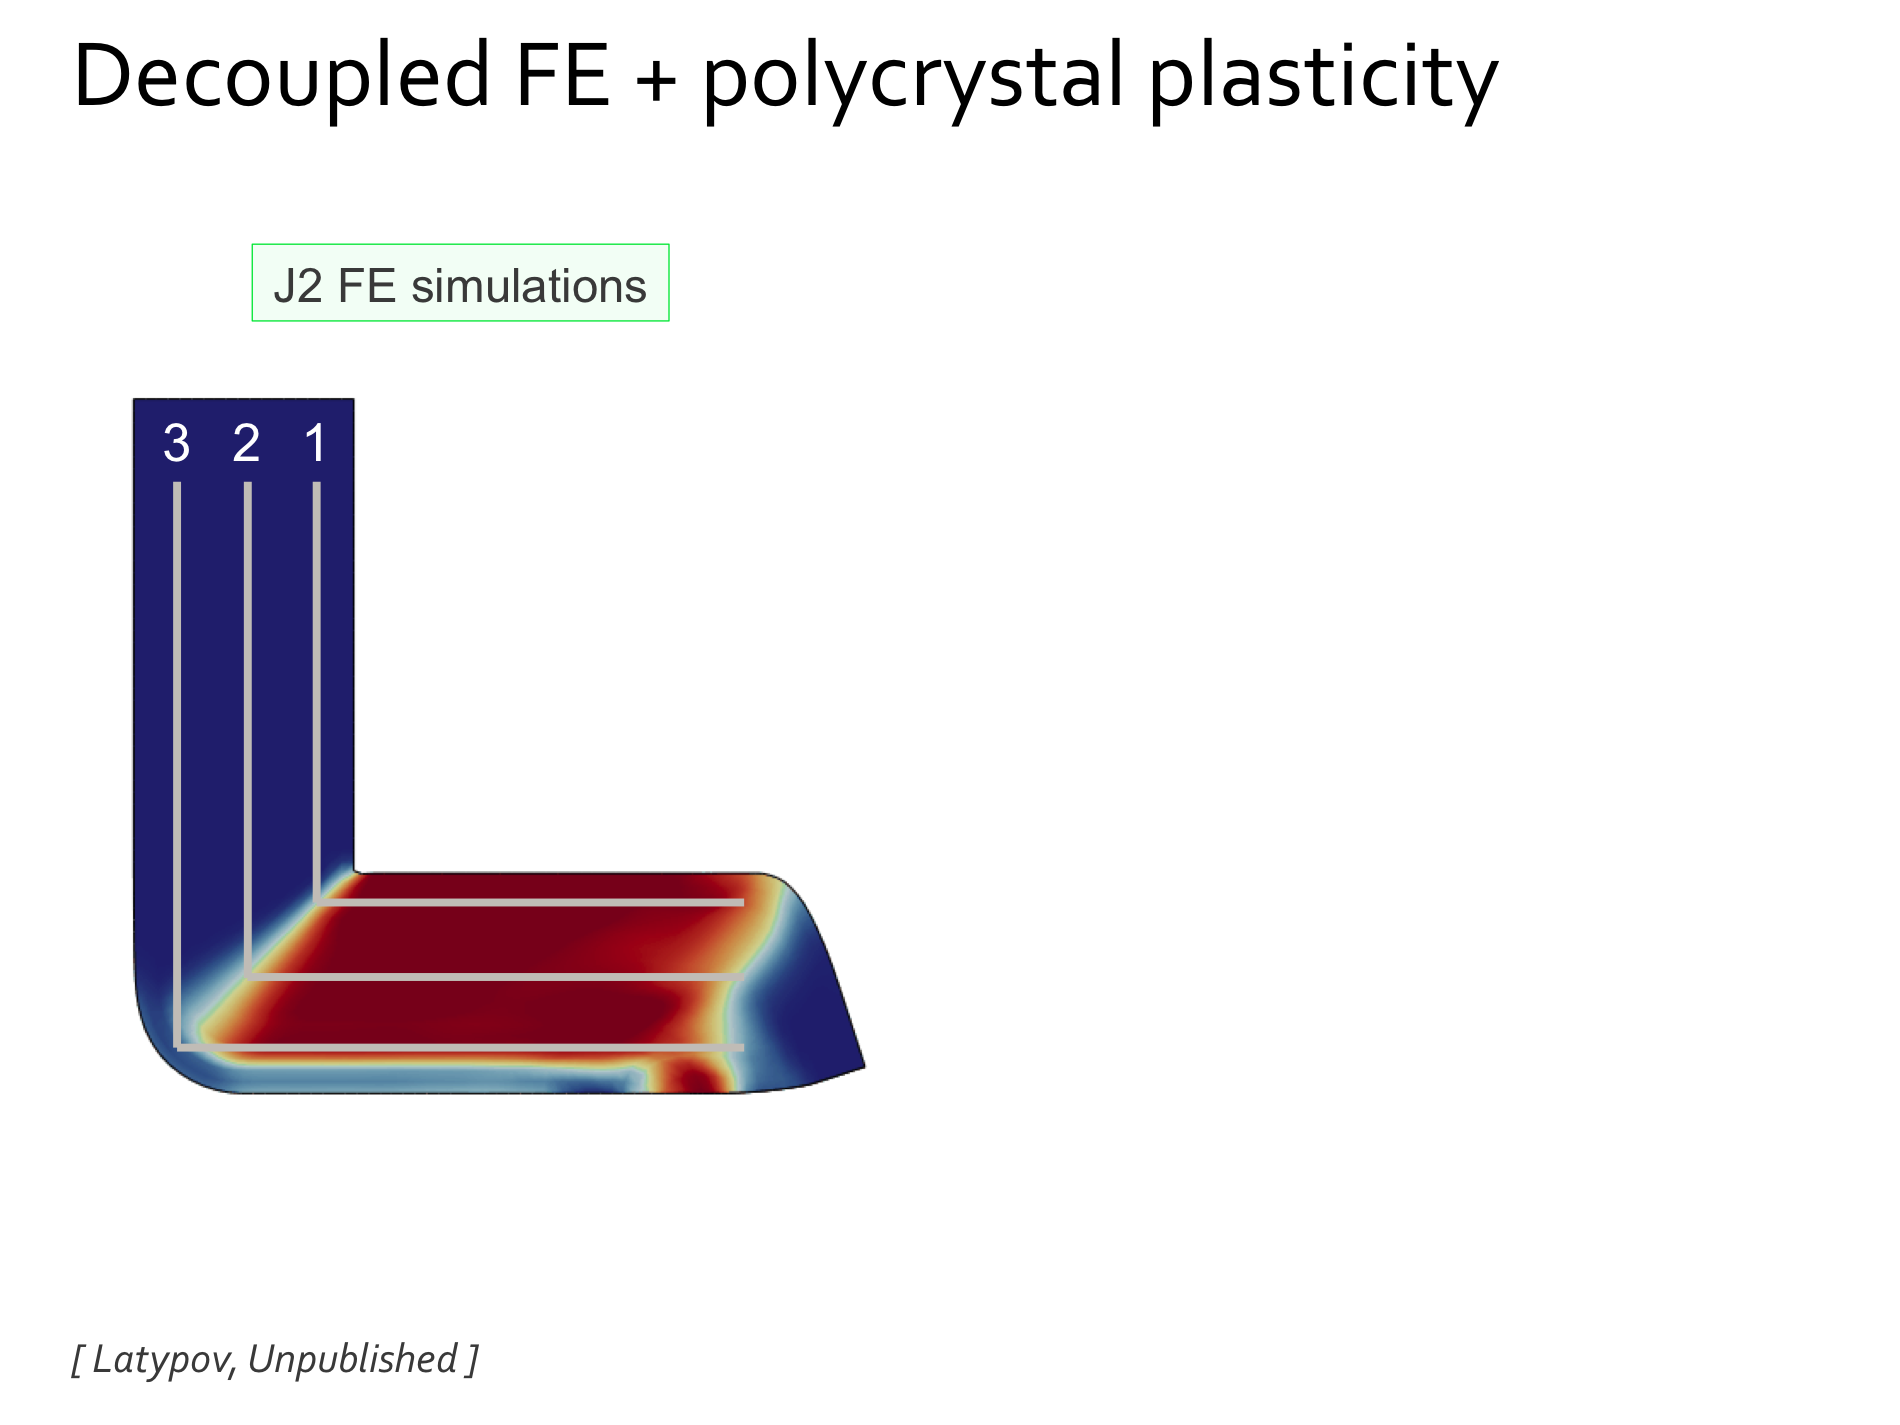 Decoupled FE + polycrystal plasticity
J2 FE simulations
3 2 1
[ Latypov, Unpublished ]